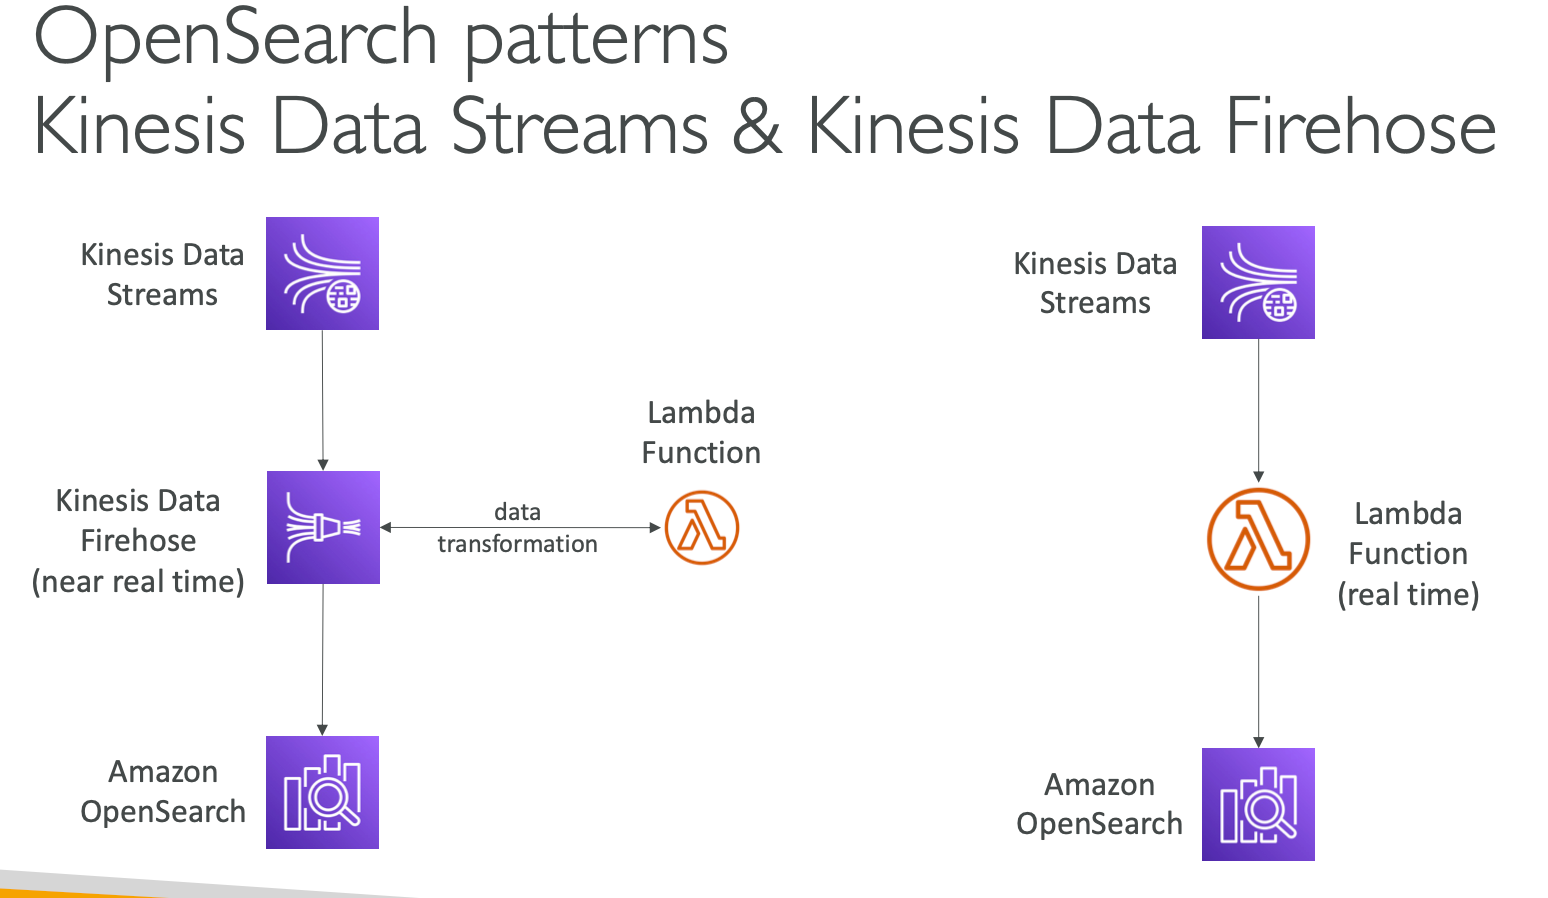 OpenSearch patterns
Kinesis Data Streams & Kinesis Data Firehose
Kinesis Data
Streams
Kinesis Data
Firehose
(near real time)
data
transformation
Lambda
Function
Amazon
OpenSearch
Kinesis Data
Streams
Lambda
Function
(real time)
Amazon
OpenSearch